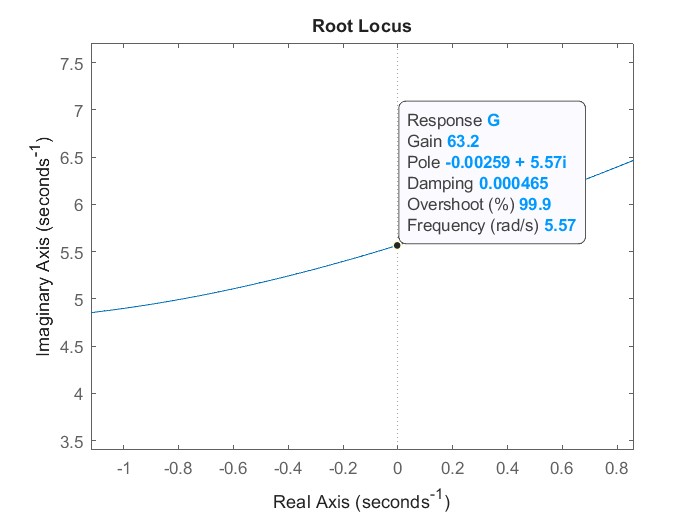 Root Locus
7.5
7
6.5
6
5.5
5
4.5
4
3.5
Imaginary Axis (seconds⁻¹)
Response G
Gain 63.2
Pole -0.00259 + 5.57i
Damping 0.000465
Overshoot (%) 99.9
Frequency (rad/s) 5.57
-1 -0.8 -0.6 -0.4 -0.2 0 0.2 0.4 0.6 0.8
Real Axis (seconds⁻¹)